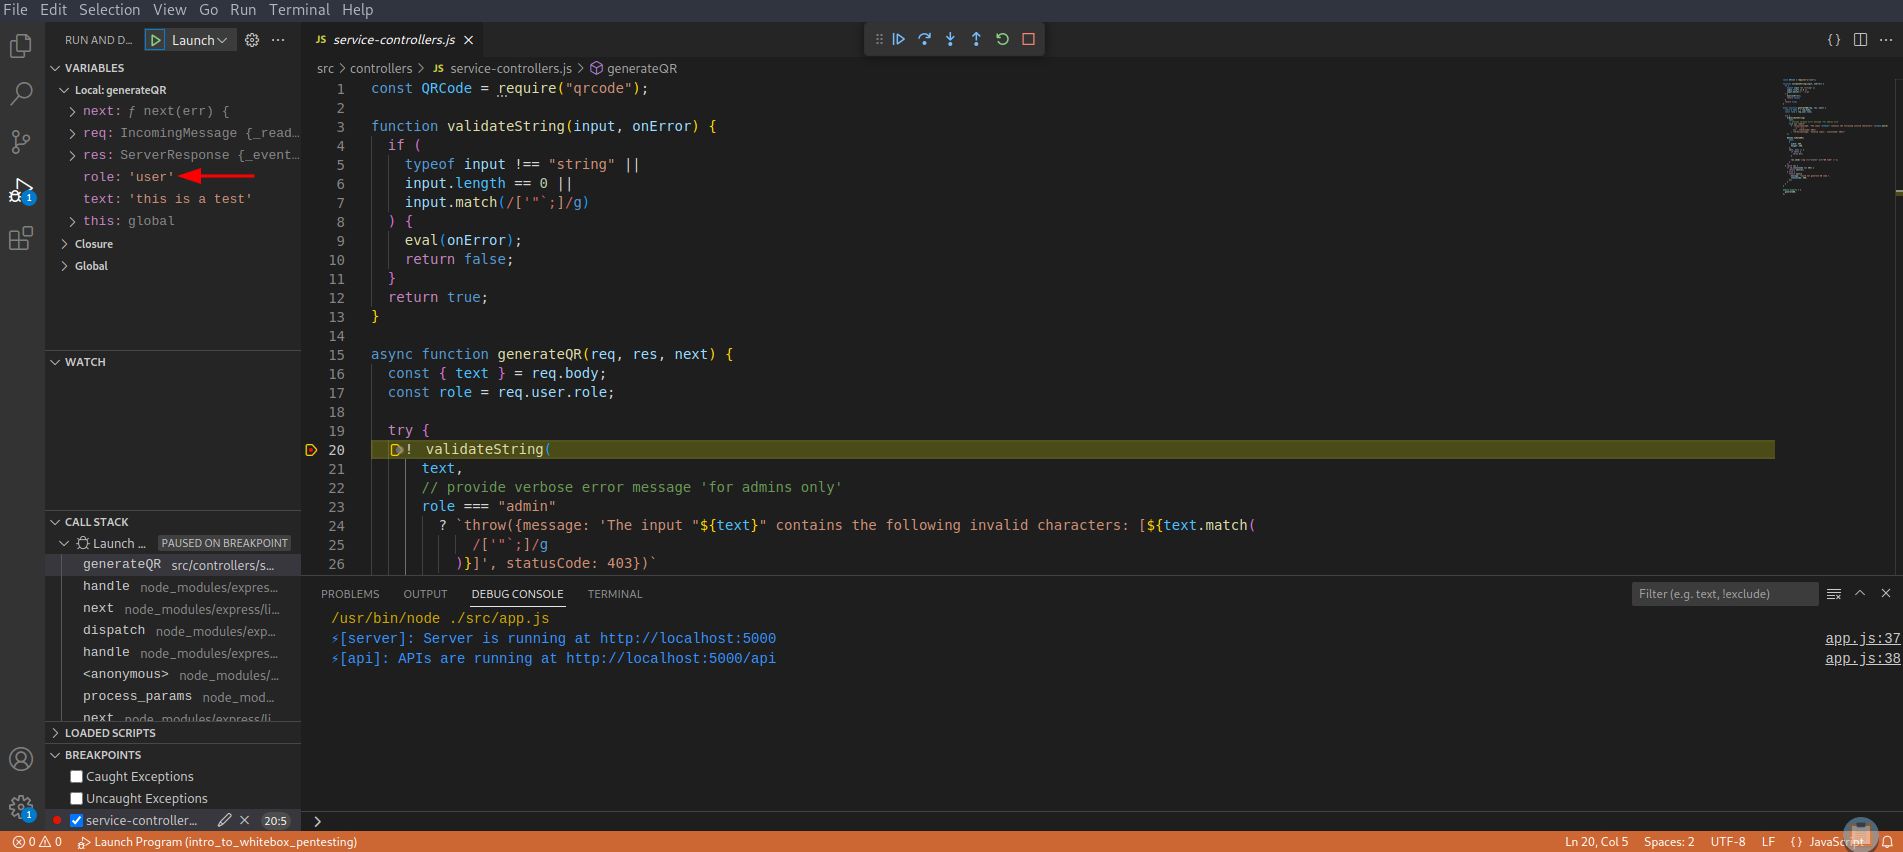 File Edit Selection View Go Run Terminal Help
RUN AND D... Launch
JS service-controllers.js
src > controllers > JS service-controllers.js > generateQR
VARIABLES
Local: generateQR
next: ƒ next(err) {
req: IncomingMessage {_read…
res: ServerResponse {_event…
role: 'user'
text: 'this is a test'
this: global
Closure
Global
WATCH
CALL STACK
Launch ... PAUSED ON BREAKPOINT
generateQR src/controllers/s...
handle node_modules/expres...
next node_modules/express/li...
dispatch node_modules/exp...
handle node_modules/expres...
<anonymous> node_modules/...
process_params node_mod...
next node_modules/express/li...
LOADED SCRIPTS
BREAKPOINTS
Caught Exceptions
Uncaught Exceptions
service-controller... 20:5
1 const QRCode = require("qrcode");
2
3 function validateString(input, onError) {
4 if (
5 typeof input !== "string" ||
6 input.length == 0 ||
7 input.match(/['"`;]/g)
8 ) {
9 eval(onError);
10 return false;
11 }
12 return true;
13 }
14
15 async function generateQR(req, res, next) {
16 const { text } = req.body;
17 const role = req.user.role;
18
19 try {
20 ! validateString(
21 text,
22 // provide verbose error message 'for admins only'
23 role === "admin"
24 ? `throw({message: 'The input "${text}" contains the following invalid characters: [${text.match(
25 /['"`;]/g
26 )}]', statusCode: 403})`
PROBLEMS OUTPUT DEBUG CONSOLE TERMINAL
Filter (e.g. text, !exclude)
/usr/bin/node ./src/app.js
⚡[server]: Server is running at http://localhost:5000 app.js:37
⚡[api]: APIs are running at http://localhost:5000/api app.js:38
0 0 Launch Program (intro_to_whitebox_pentesting)
Ln 20, Col 5 Spaces: 2 UTF-8 LF {} JavaScript